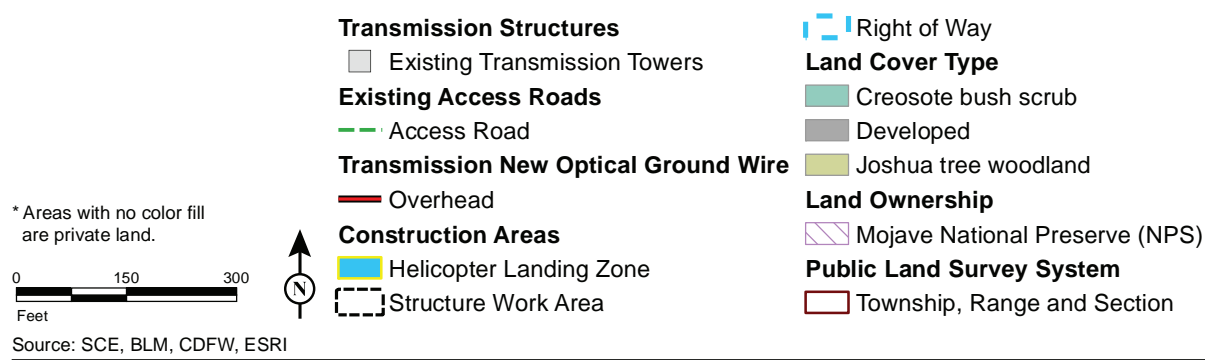 Transmission Structures
Existing Transmission Towers
Existing Access Roads
Access Road
Transmission New Optical Ground Wire
Overhead
Construction Areas
Helicopter Landing Zone
Structure Work Area
Right of Way
Land Cover Type
Creosote bush scrub
Developed
Joshua tree woodland
Land Ownership
Mojave National Preserve (NPS)
Public Land Survey System
Township, Range and Section
* Areas with no color fill
are private land.
0 150 300
Feet
N
Source: SCE, BLM, CDFW, ESRI